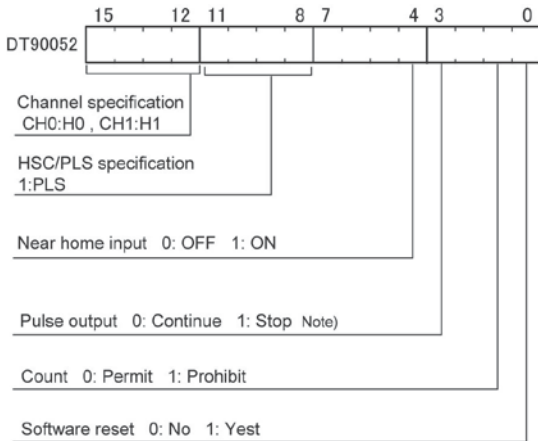 15 12 11 8 7 4 3 0
DT90052
Channel specification
CH0:H0 , CH1:H1
HSC/PLS specification
1:PLS
Near home input 0: OFF 1: ON
Pulse output 0: Continue 1: Stop Note)
Count 0: Permit 1: Prohibit
Software reset 0: No 1: Yest